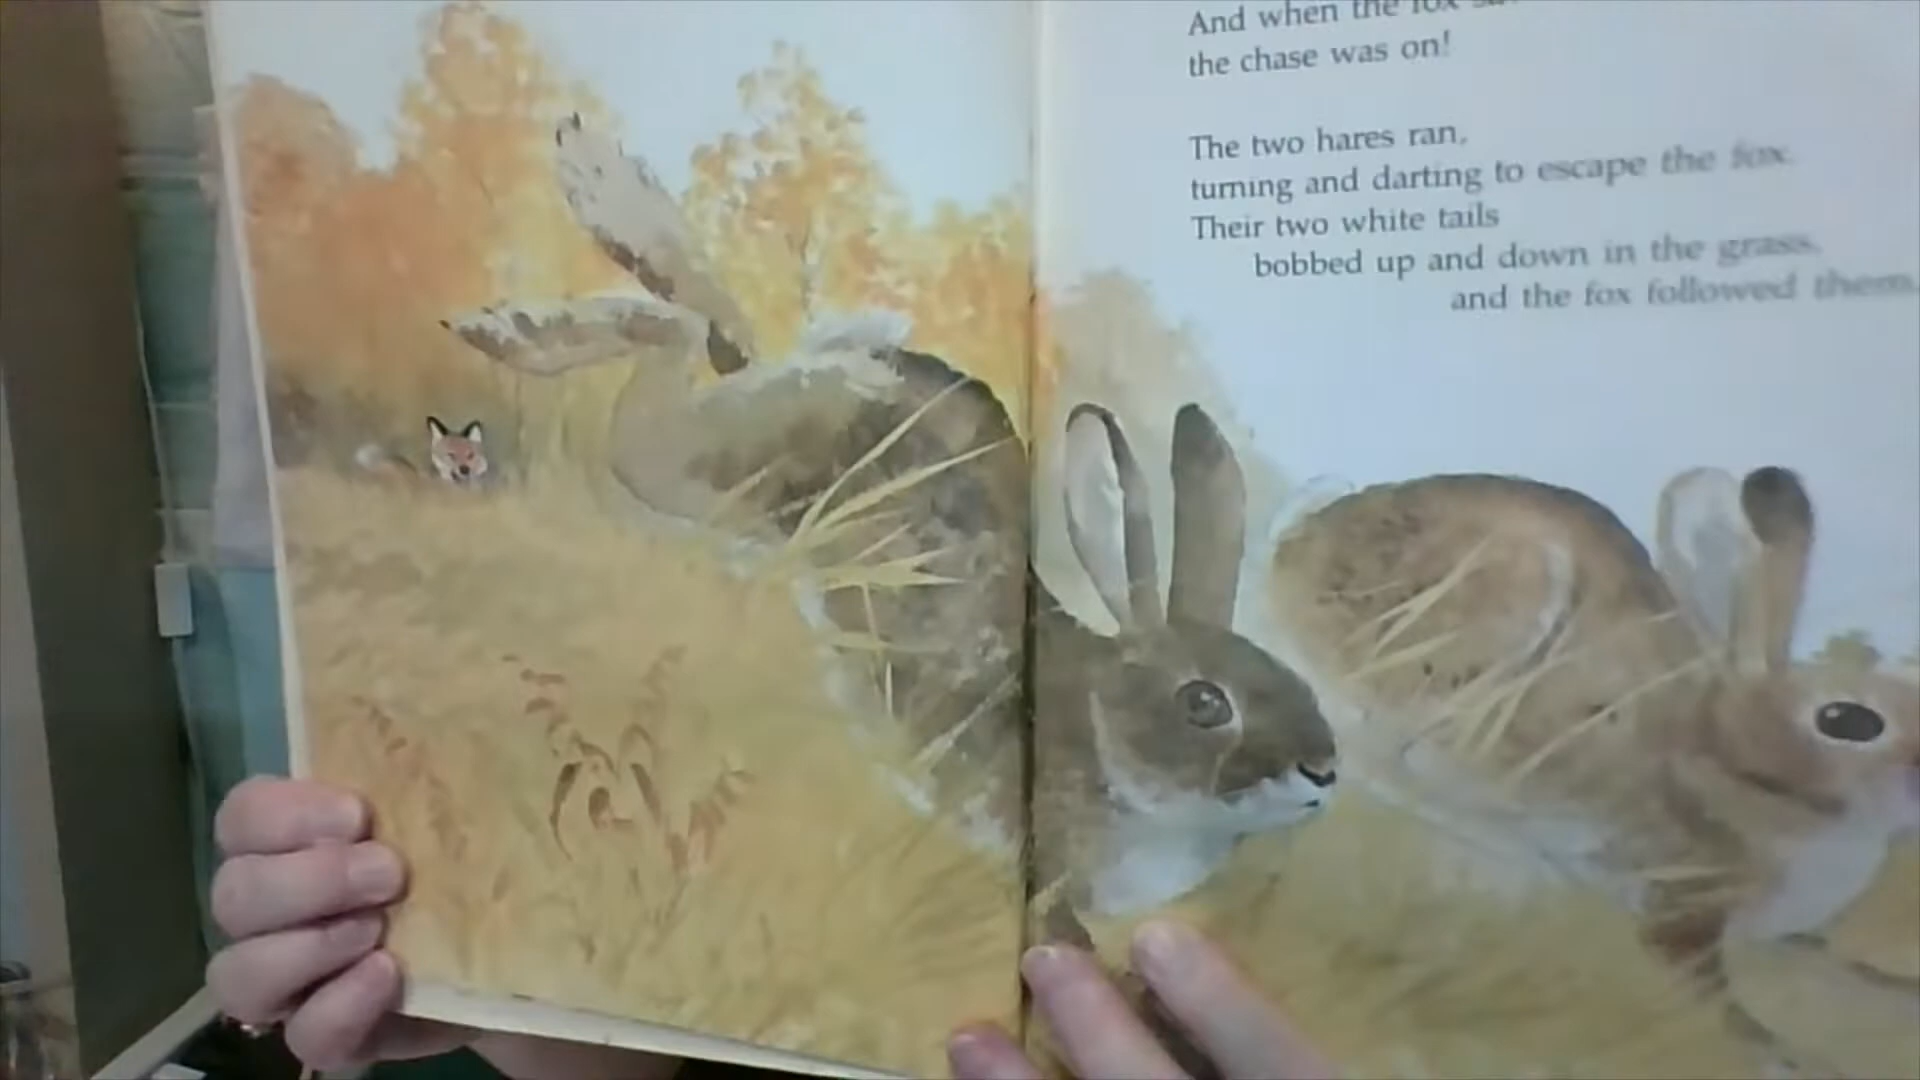 And when the fox
the chase was on!
The two hares ran,
turning and darting to escape the fox.
Their two white tails
bobbed up and down in the grass,
and the fox followed them.